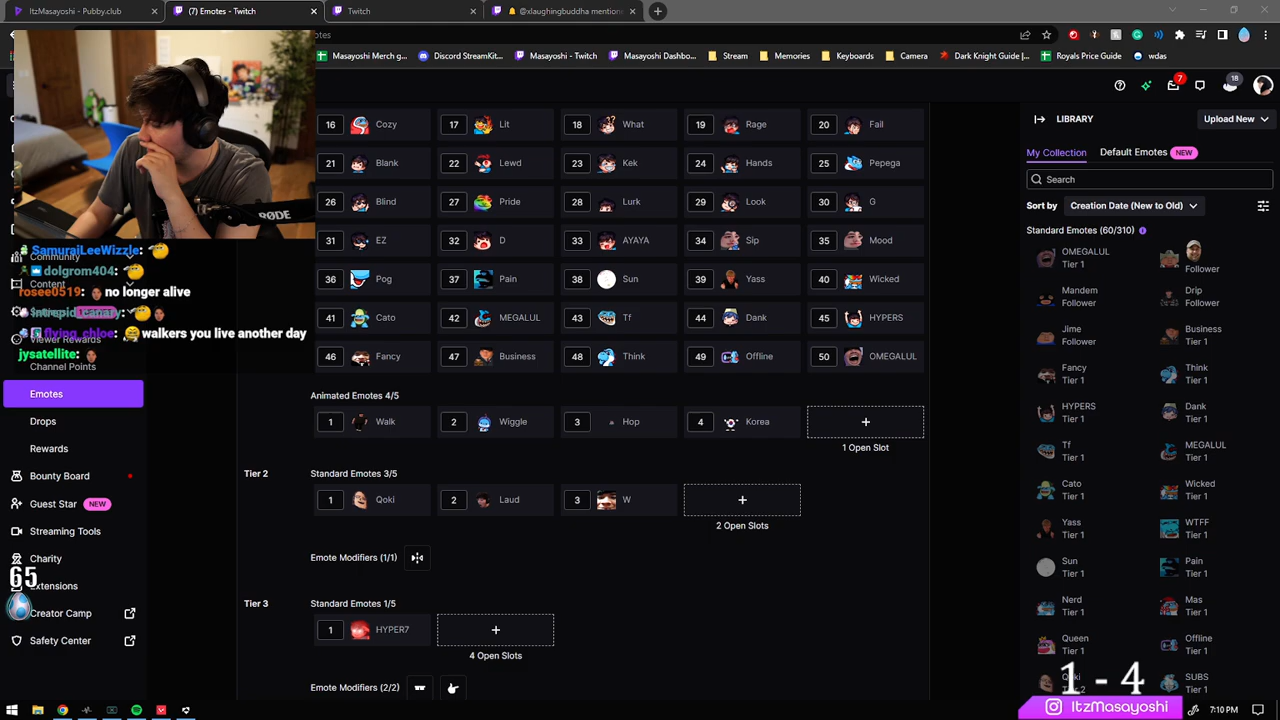 ItzMasayoshi - Pubby.club
(7) Emotes - Twitch
Twitch
@xlaughingbuddha mention
otes
Masayoshi Merch g...
Discord StreamKit...
Masayoshi - Twitch
Masayoshi Dashbo...
Stream
Memories
Keyboards
Camera
Dark Knight Guide |...
Royals Price Guide
wdas
7
18
16 Cozy 17 Lit 18 What 19 Rage 20 Fail
21 Blank 22 Lewd 23 Kek 24 Hands 25 Pepega
26 Blind 27 Pride 28 Lurk 29 Look 30 G
31 EZ 32 D 33 AYAYA 34 Sip 35 Mood
36 Pog 37 Pain 38 Sun 39 Yass 40 Wicked
41 Cato 42 MEGALUL 43 Tf 44 Dank 45 HYPERS
46 Fancy 47 Business 48 Think 49 Offline 50 OMEGALUL
Animated Emotes 4/5
1 Walk 2 Wiggle 3 Hop 4 Korea +
1 Open Slot
Tier 2
Standard Emotes 3/5
1 Qoki 2 Laud 3 W +
2 Open Slots
Emote Modifiers (1/1)
Tier 3
Standard Emotes 1/5
1 HYPER7 +
4 Open Slots
Emote Modifiers (2/2)
RØDE
SamuraiLeeWizzle:
Community
dolgrom404:
Content
rosee0519: no longer alive
intrepid_canary:
flying_chloe: walkers you live another day
Viewer Rewards
jysatellite:
Channel Points
Emotes
Drops
Rewards
Bounty Board
Guest Star NEW
Streaming Tools
Charity
65
Extensions
Creator Camp
Safety Center
LIBRARY
Upload New
My Collection
Default Emotes NEW
Search
Sort by Creation Date (New to Old)
Standard Emotes (60/310)
OMEGALUL
Tier 1
Follower
Mandem
Follower
Drip
Follower
Jime
Follower
Business
Tier 1
Fancy
Tier 1
Think
Tier 1
HYPERS
Tier 1
Dank
Tier 1
Tf
Tier 1
MEGALUL
Tier 1
Cato
Tier 1
Wicked
Tier 1
Yass
Tier 1
WTFF
Tier 1
Sun
Tier 1
Pain
Tier 1
Nerd
Tier 1
Mas
Tier 1
Queen
Tier 1
Offline
Tier 1
Qoki
Tier 2
SUBS
Tier 1
1 - 4
ItzMasayoshi
7:10 PM